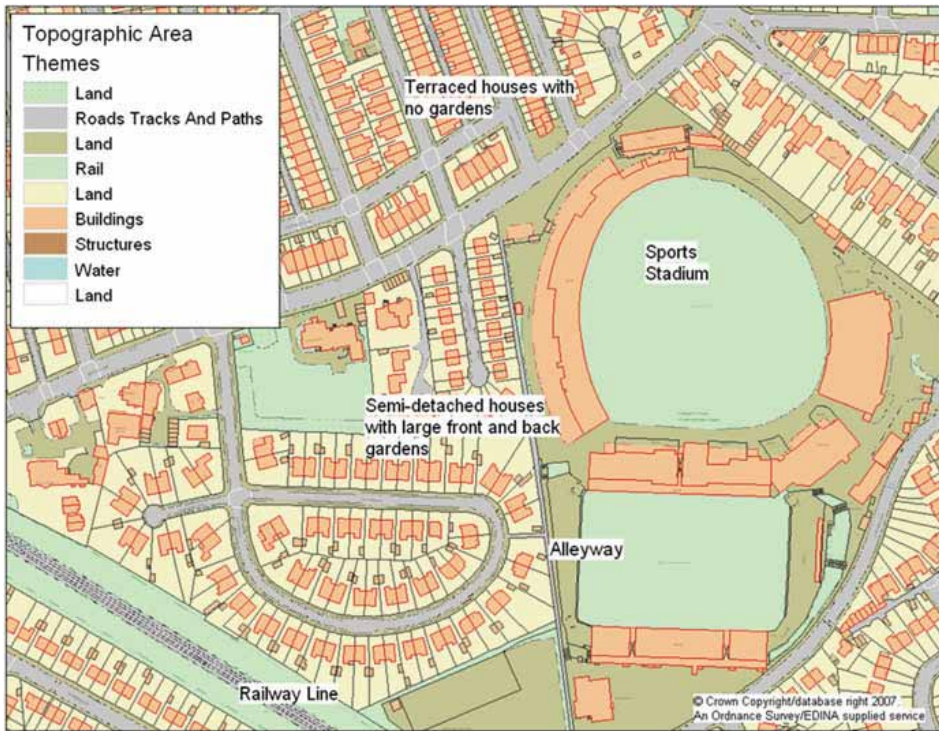 Topographic Area
Themes
Land
Roads Tracks And Paths
Land
Rail
Land
Buildings
Structures
Water
Land
Terraced houses with
no gardens
Sports
Stadium
Semi-detached houses
with large front and back
gardens
Alleyway
Railway Line
© Crown Copyright/database right 2007.
An Ordnance Survey/EDINA supplied service